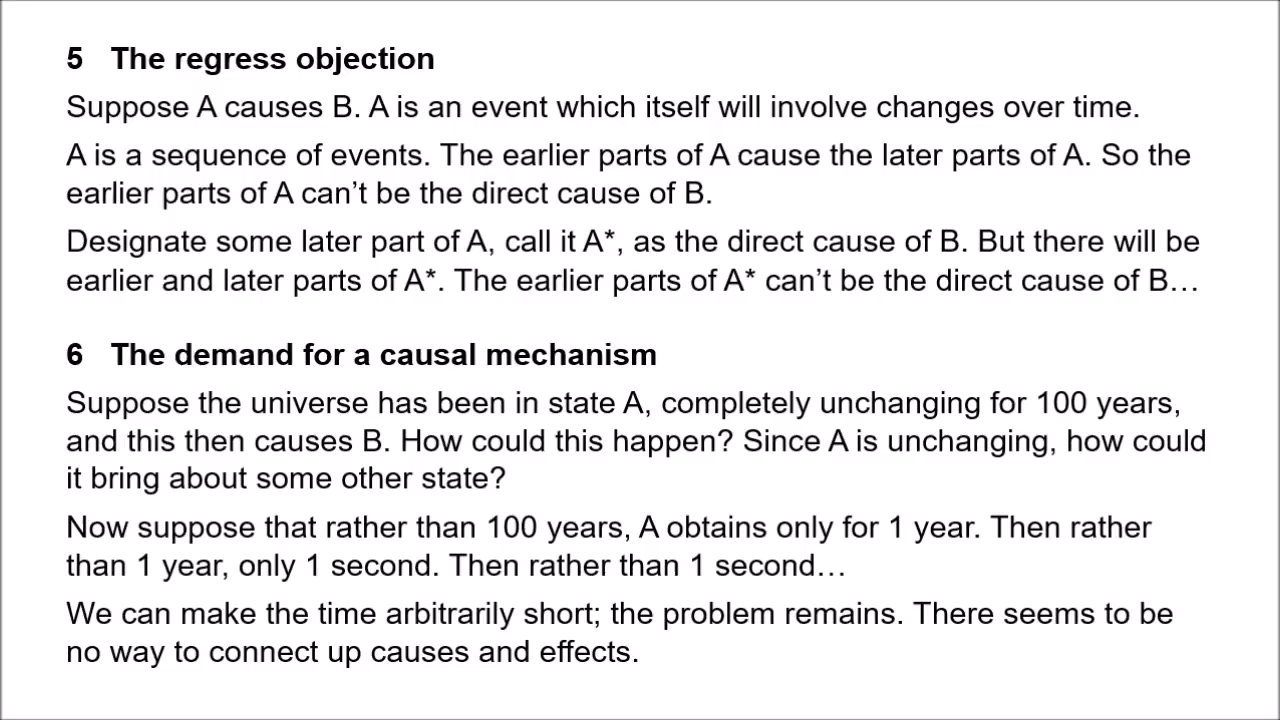 5 The regress objection
Suppose A causes B. A is an event which itself will involve changes over time.
A is a sequence of events. The earlier parts of A cause the later parts of A. So the
earlier parts of A can’t be the direct cause of B.
Designate some later part of A, call it A*, as the direct cause of B. But there will be
earlier and later parts of A*. The earlier parts of A* can’t be the direct cause of B…
6 The demand for a causal mechanism
Suppose the universe has been in state A, completely unchanging for 100 years,
and this then causes B. How could this happen? Since A is unchanging, how could
it bring about some other state?
Now suppose that rather than 100 years, A obtains only for 1 year. Then rather
than 1 year, only 1 second. Then rather than 1 second…
We can make the time arbitrarily short; the problem remains. There seems to be
no way to connect up causes and effects.